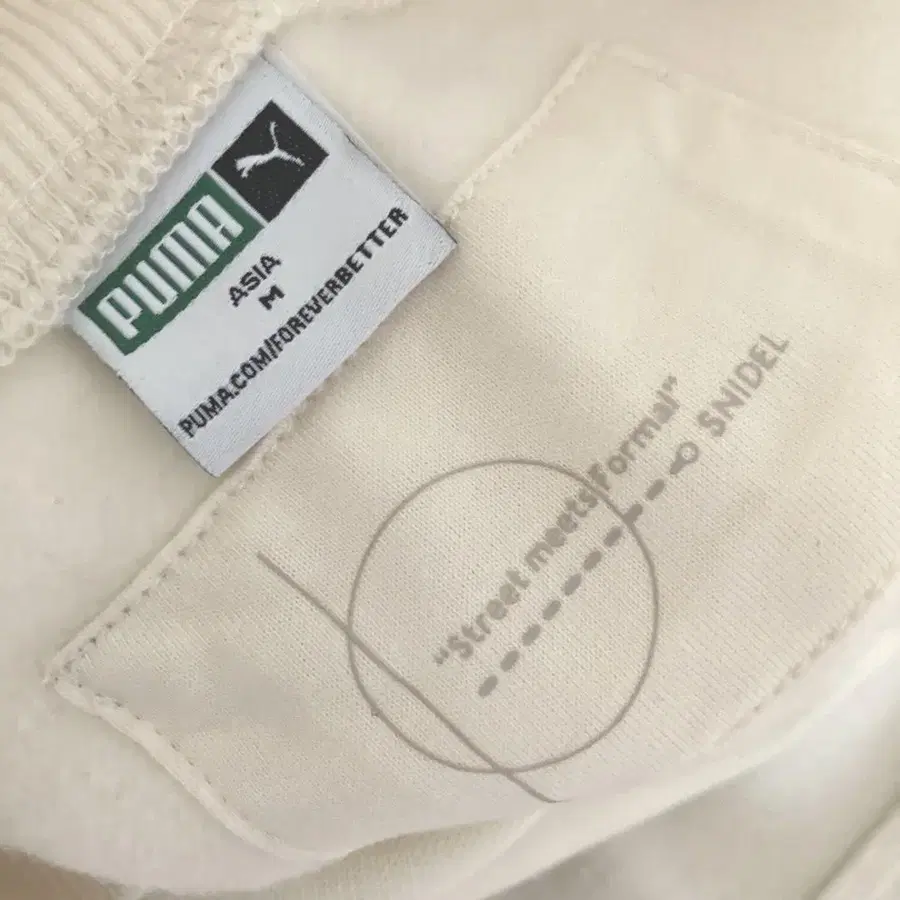 PUMA
ASIA
M
PUMA.COM/FOREVERBETTER
"Street meets Formal"
SNIDEL